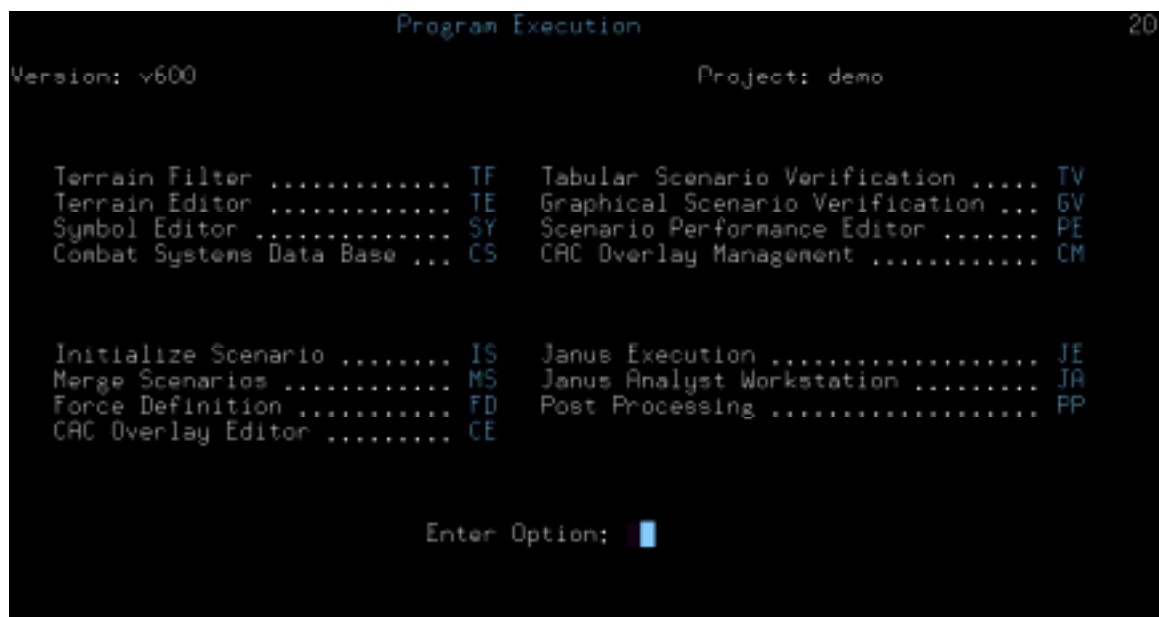 Program Execution 20
Version: v600 Project: demo
Terrain Filter ............. TF Tabular Scenario Verification ..... TV
Terrain Editor ............. TE Graphical Scenario Verification ... GV
Symbol Editor .............. SY Scenario Performance Editor ....... PE
Combat Systems Data Base ... CS CAC Overlay Management ............ CM
Initialize Scenario ........ IS Janus Execution ................... JE
Merge Scenarios ............ MS Janus Analyst Workstation ......... JA
Force Definition ........... FD Post Processing ................... PP
CAC Overlay Editor ......... CE
Enter Option: